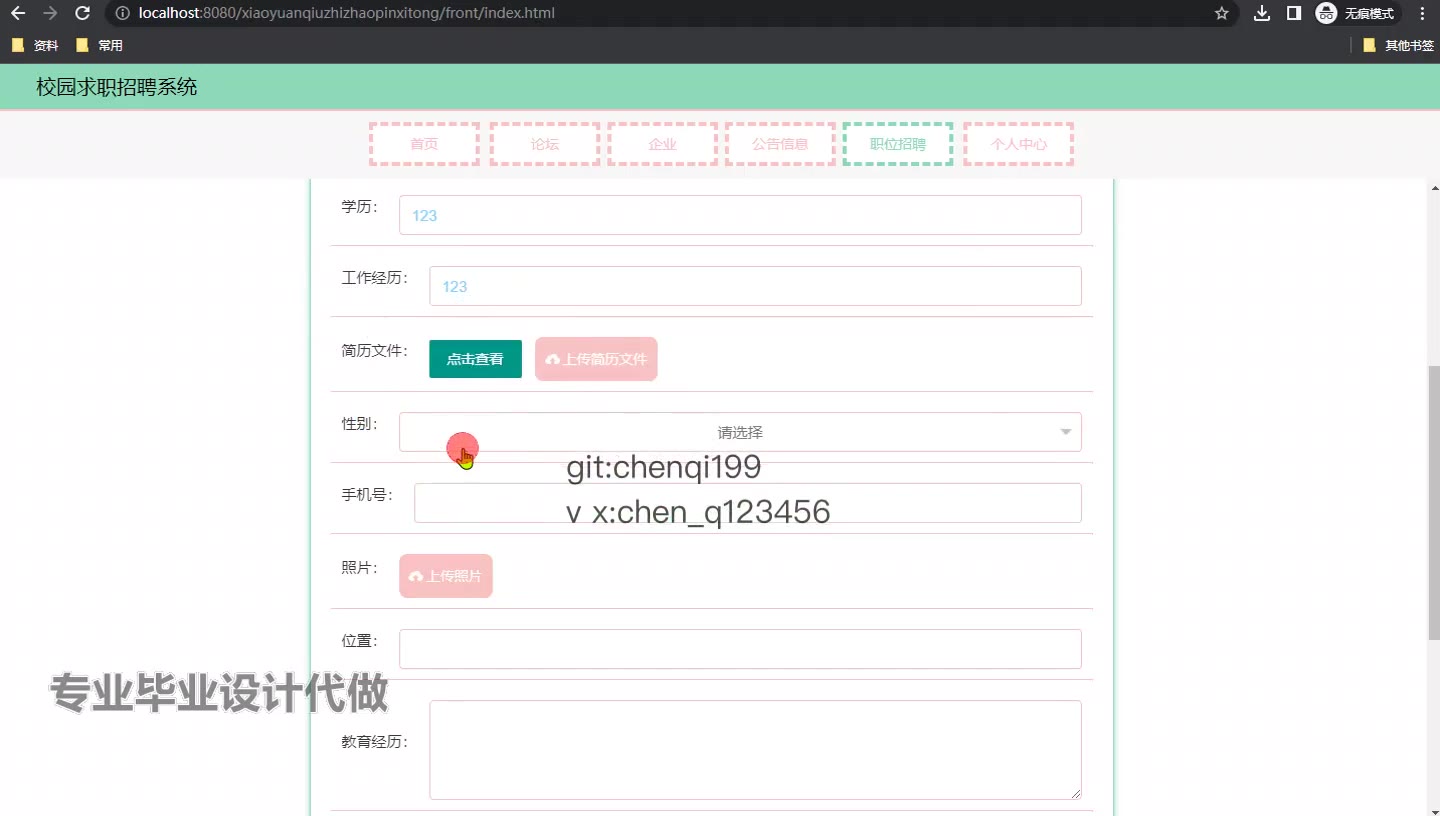 localhost:8080/xiaoyuanqiuzhizhaopinxitong/front/index.html
无痕模式
资料 常用 其他书签
校园求职招聘系统
首页 论坛 企业 公告信息 职位招聘 个人中心
学历： 123
工作经历： 123
简历文件： 点击查看 上传简历文件
性别： 请选择
git:chenqi199
手机号：
v x:chen_q123456
照片： 上传照片
位置：
专业毕业设计代做
教育经历：